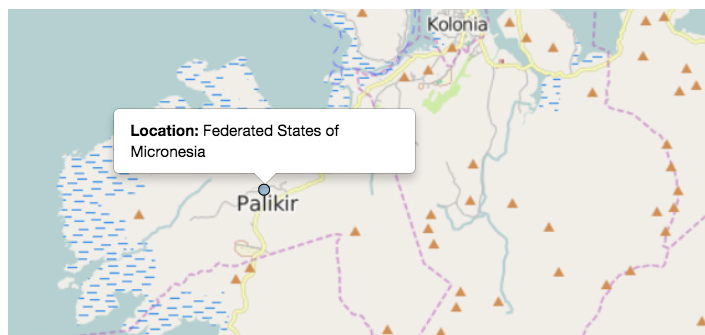 Kolonia
Location: Federated States of
Micronesia
Palikir